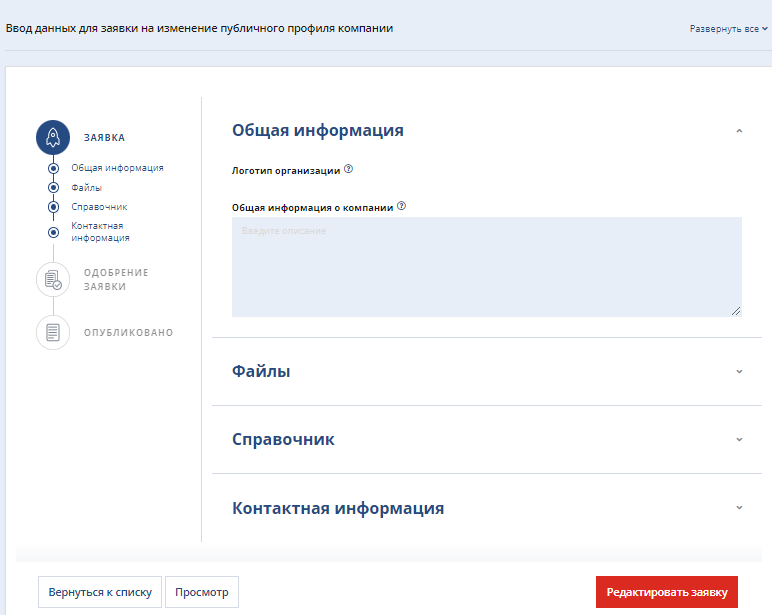 Ввод данных для заявки на изменение публичного профиля компании
Развернуть все
ЗАЯВКА
Общая информация
Файлы
Справочник
Контактная
информация
ОДОБРЕНИЕ
ЗАЯВКИ
ОПУБЛИКОВАНО
Общая информация
Логотип организации ?
Общая информация о компании ?
Введите описание
Файлы
Справочник
Контактная информация
Вернуться к списку
Просмотр
Редактировать заявку